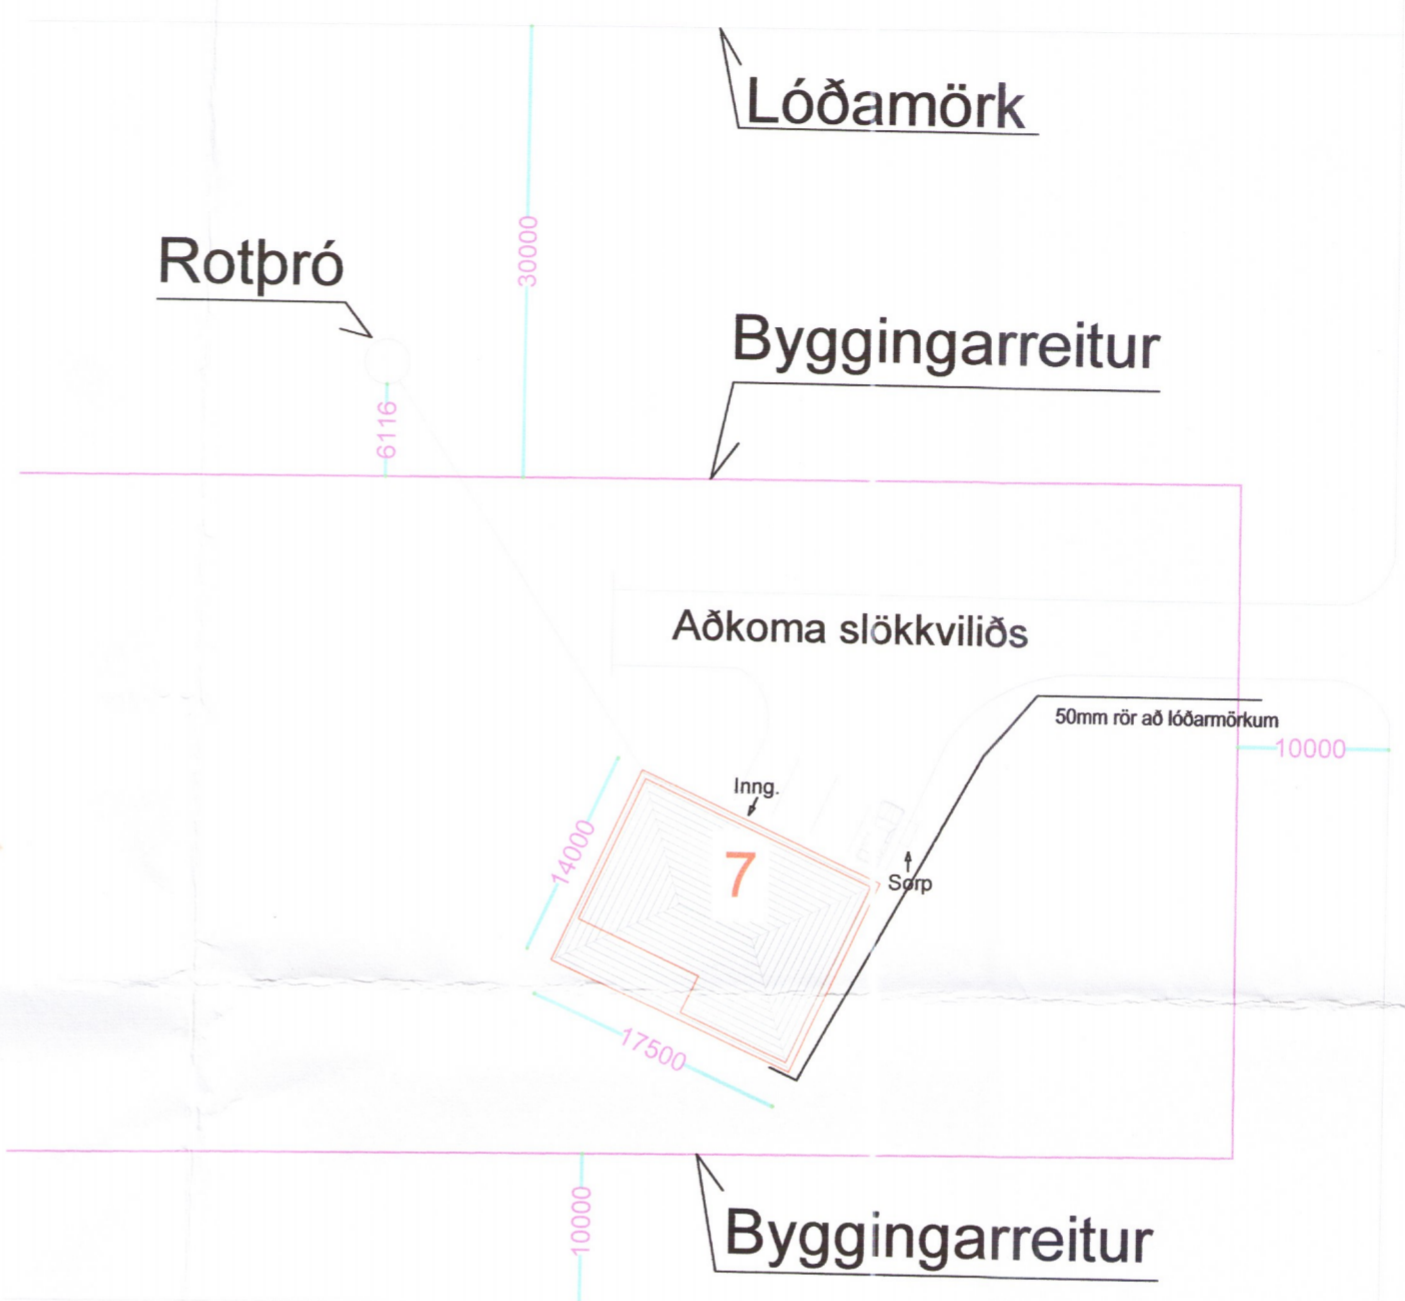 Lóðamörk
30000
Rotþró
Byggingarreitur
6116
Aðkoma slökkviliðs
50mm rör að lóðarmörkum
10000
Inng.
14000
7
Sorp
17500
10000
Byggingarreitur